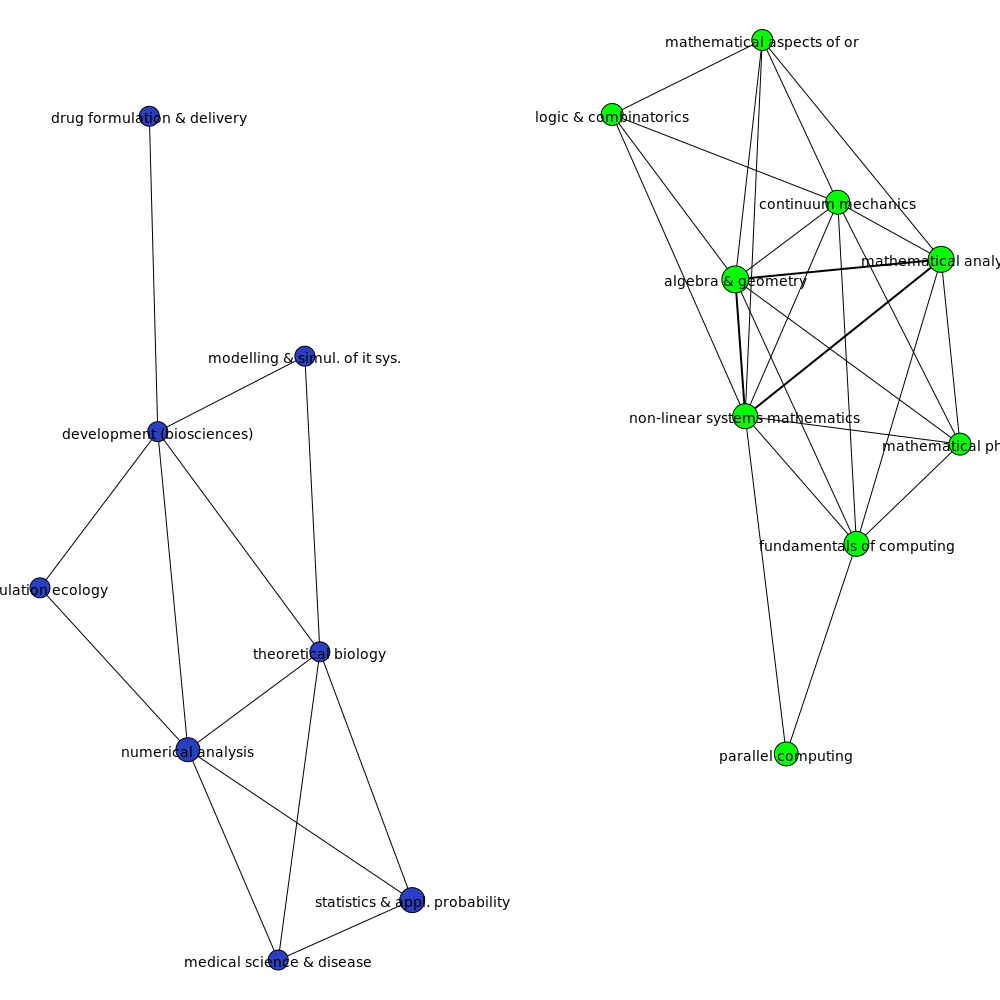 mathematical aspects of or
drug formulation & delivery
logic & combinatorics
continuum mechanics
mathematical analy
algebra & geometry
modelling & simul. of it sys.
non-linear systems mathematics
development (biosciences)
mathematical ph
fundamentals of computing
ulation ecology
theoretical biology
numerical analysis
parallel computing
statistics & appl. probability
medical science & disease